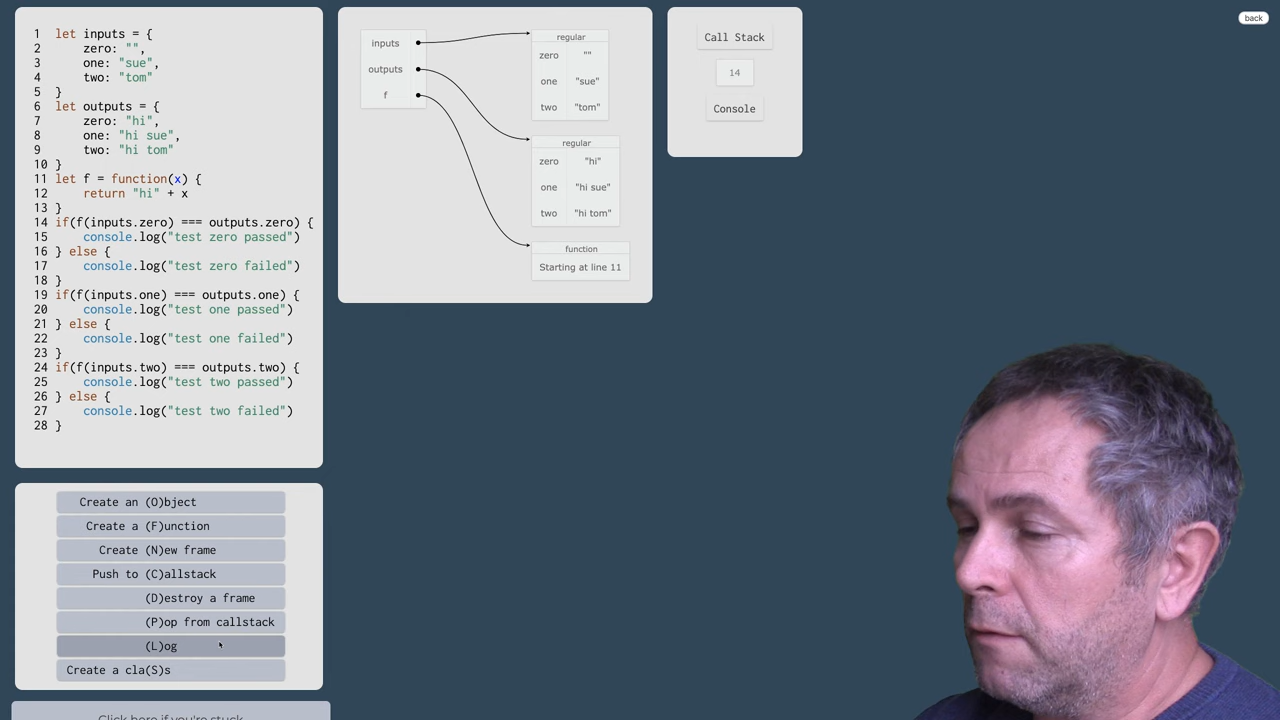 1 let inputs = {
2 zero: "",
3 one: "sue",
4 two: "tom"
5 }
6 let outputs = {
7 zero: "hi",
8 one: "hi sue",
9 two: "hi tom"
10 }
11 let f = function(x) {
12 return "hi" + x
13 }
14 if(f(inputs.zero) === outputs.zero) {
15 console.log("test zero passed")
16 } else {
17 console.log("test zero failed")
18 }
19 if(f(inputs.one) === outputs.one) {
20 console.log("test one passed")
21 } else {
22 console.log("test one failed")
23 }
24 if(f(inputs.two) === outputs.two) {
25 console.log("test two passed")
26 } else {
27 console.log("test two failed")
28 }
Create an (O)bject
Create a (F)unction
Create (N)ew frame
Push to (C)allstack
(D)estroy a frame
(P)op from callstack
(L)og
Create a cla(S)s
Click here if you're stuck
inputs
outputs
f
regular
zero ""
one "sue"
two "tom"
regular
zero "hi"
one "hi sue"
two "hi tom"
function
Starting at line 11
Call Stack
14
Console
back